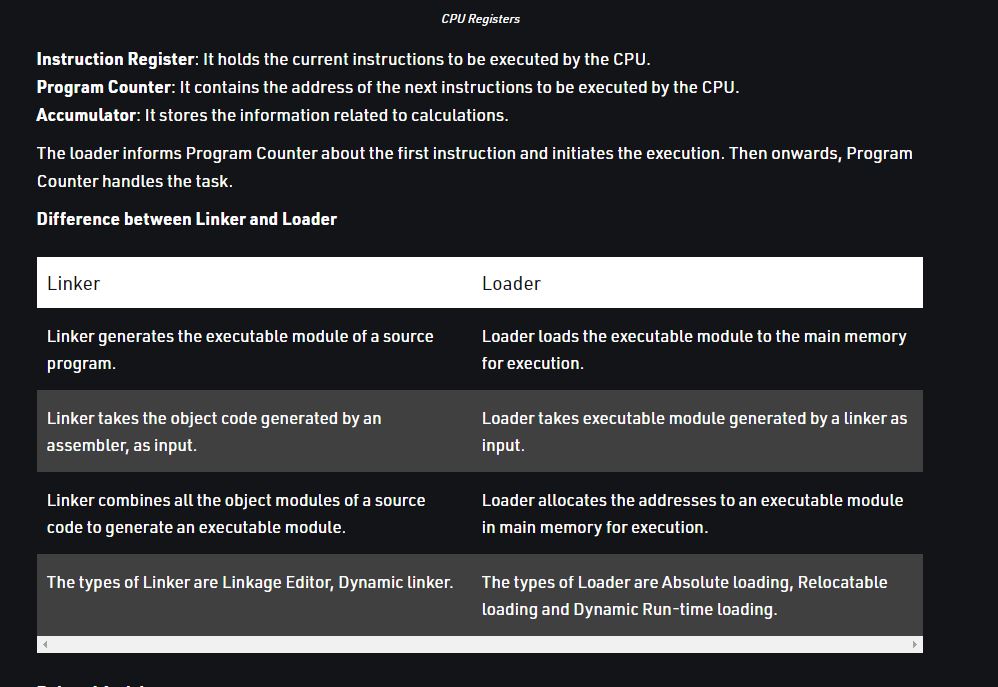 CPU Registers
Instruction Register: It holds the current instructions to be executed by the CPU.
Program Counter: It contains the address of the next instructions to be executed by the CPU.
Accumulator: It stores the information related to calculations.
The loader informs Program Counter about the first instruction and initiates the execution. Then onwards, Program
Counter handles the task.
Difference between Linker and Loader
Linker
Loader
Linker generates the executable module of a source
program.
Loader loads the executable module to the main memory
for execution.
Linker takes the object code generated by an
assembler, as input.
Loader takes executable module generated by a linker as
input.
Linker combines all the object modules of a source
code to generate an executable module.
Loader allocates the addresses to an executable module
in main memory for execution.
The types of Linker are Linkage Editor, Dynamic linker.
The types of Loader are Absolute loading, Relocatable
loading and Dynamic Run-time loading.